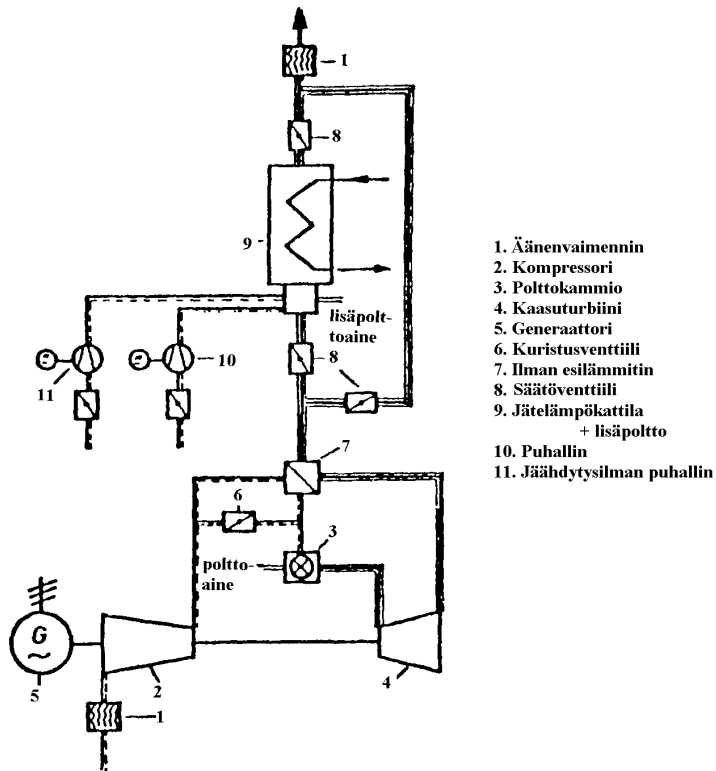 1
8
9
lisäpolt-
toaine
8
11
10
7
6
3
poltto-
aine
G
~
5
2
4
1
1. Äänenvaimennin
2. Kompressori
3. Polttokammio
4. Kaasuturbiini
5. Generaattori
6. Kuristusventtiili
7. Ilman esilämmitin
8. Säätöventtiili
9. Jätelämpökattila
+ lisäpoltto
10. Puhallin
11. Jäähdytysilman puhallin